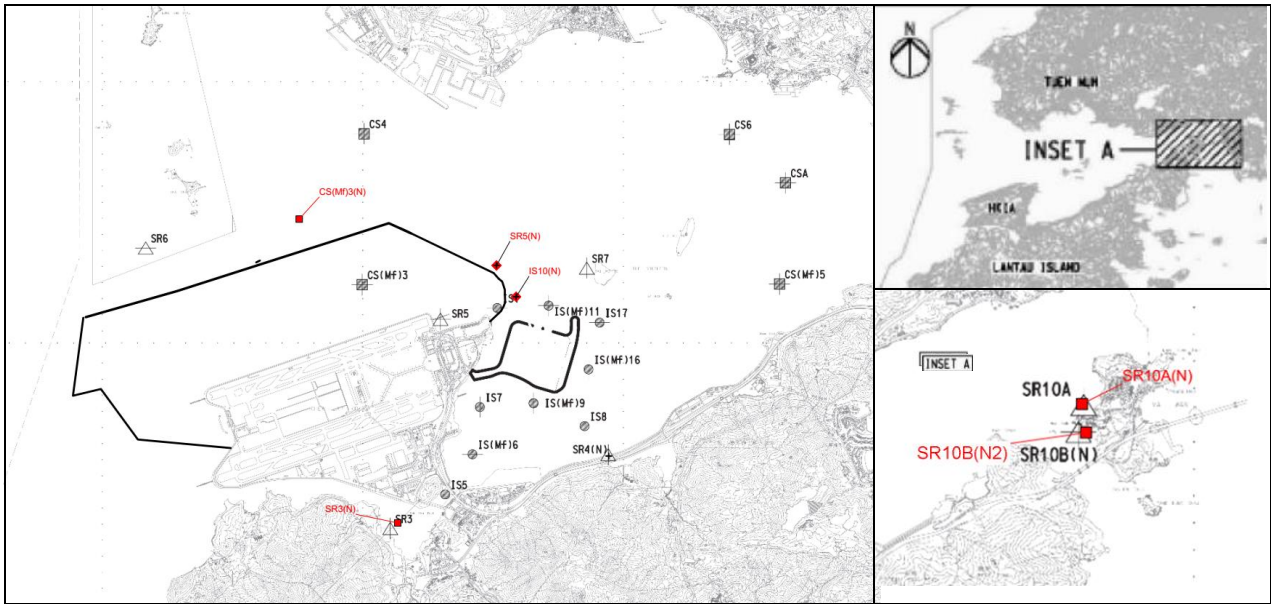 CS4
CS6
CSA
CS(Mf)3(N)
SR6
SR5(N)
SR7
CS(Mf)3
IS10(N)
CS(Mf)5
SR5
IS(Mf)11
IS17
IS(Mf)16
IS7
IS(Mf)9
IS8
IS(Mf)6
SR4(N)
IS5
SR3(N)
SR3
N
TUEN MUN
INSET A
HKIA
LANTAU ISLAND
INSET A
SR10A
SR10A(N)
SR10B(N2)
SR10B(N)